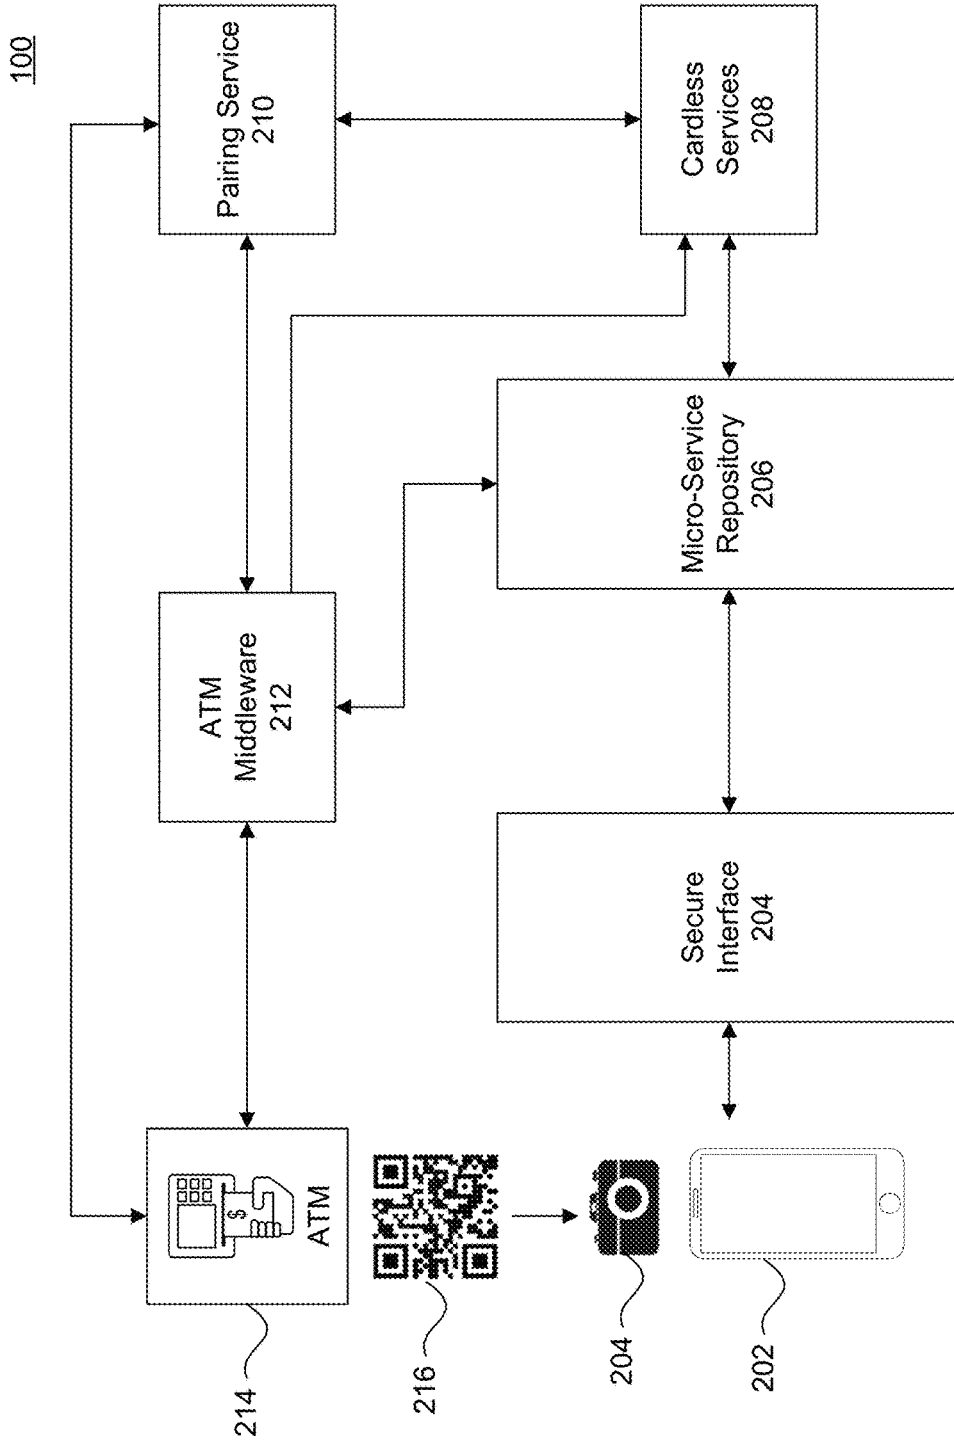 100
ATM
214
ATM
Middleware
212
Pairing Service
210
216
204
202
Secure
Interface
204
Micro-Service
Repository
206
Cardless
Services
208
$